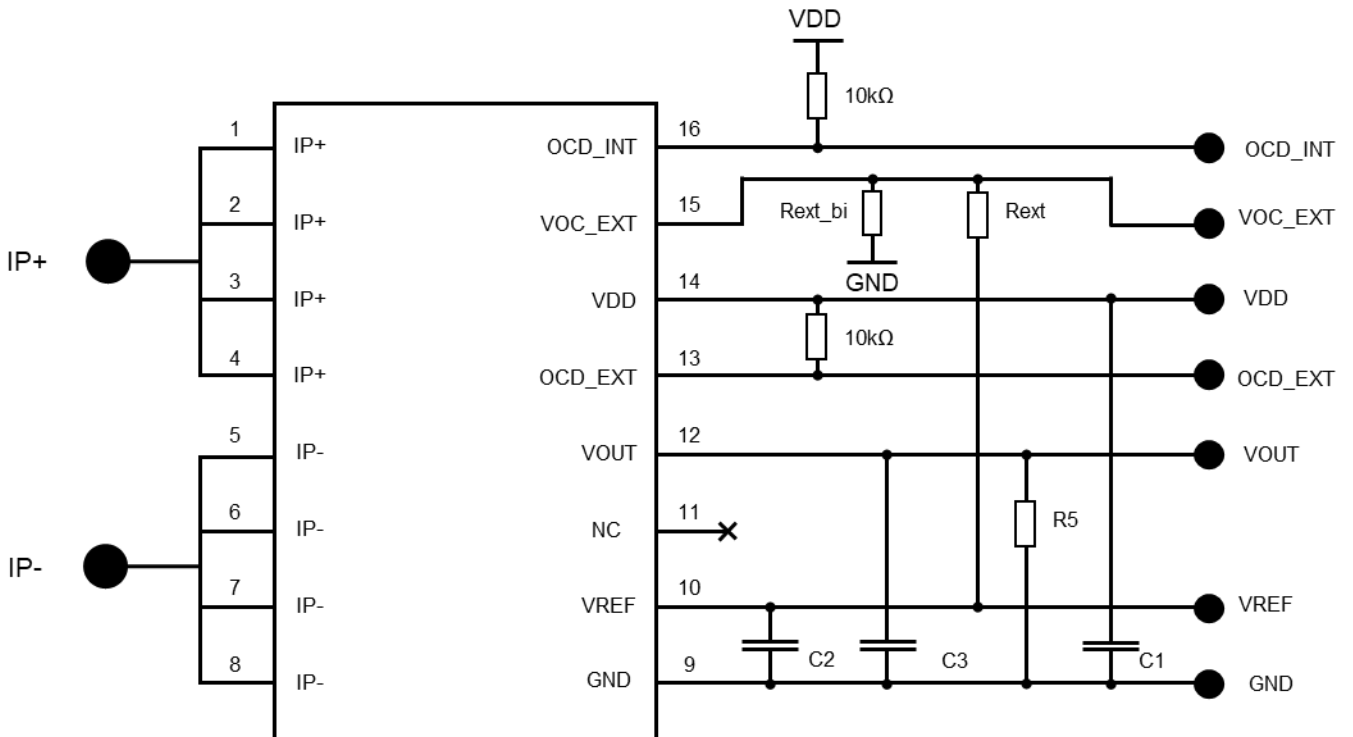 VDD
10kΩ
1 IP+ OCD_INT 16 OCD_INT
2 IP+ VOC_EXT 15 Rext_bi Rext VOC_EXT
IP+
GND
3 IP+ VDD 14 VDD
10kΩ
4 IP+ OCD_EXT 13 OCD_EXT
5 IP- VOUT 12 VOUT
6 IP- NC 11 R5
IP-
7 IP- VREF 10 VREF
8 IP- GND 9 C2 C3 C1 GND